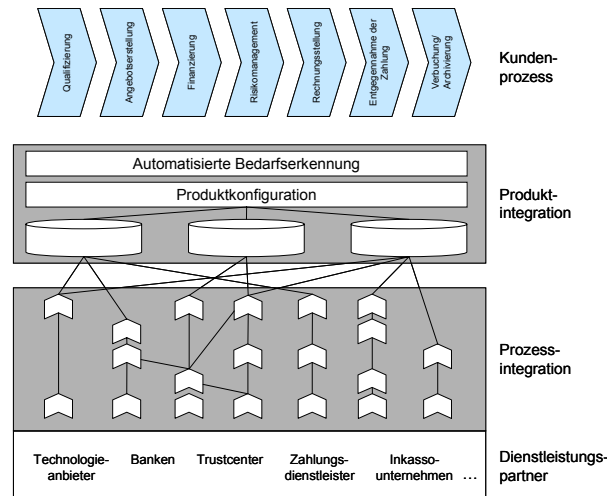 Qualifizierung
Angebotserstellung
Finanzierung
Risikomanagement
Rechnungsstellung
Entgegennahme der
Zahlung
Verbuchung/
Archivierung
Kunden-
prozess
Automatisierte Bedarfserkennung
Produktkonfiguration
Produkt-
integration
Prozess-
integration
Technologie-
anbieter
Banken
Trustcenter
Zahlungs-
dienstleister
Inkasso-
unternehmen
...
Dienstleistungs-
partner